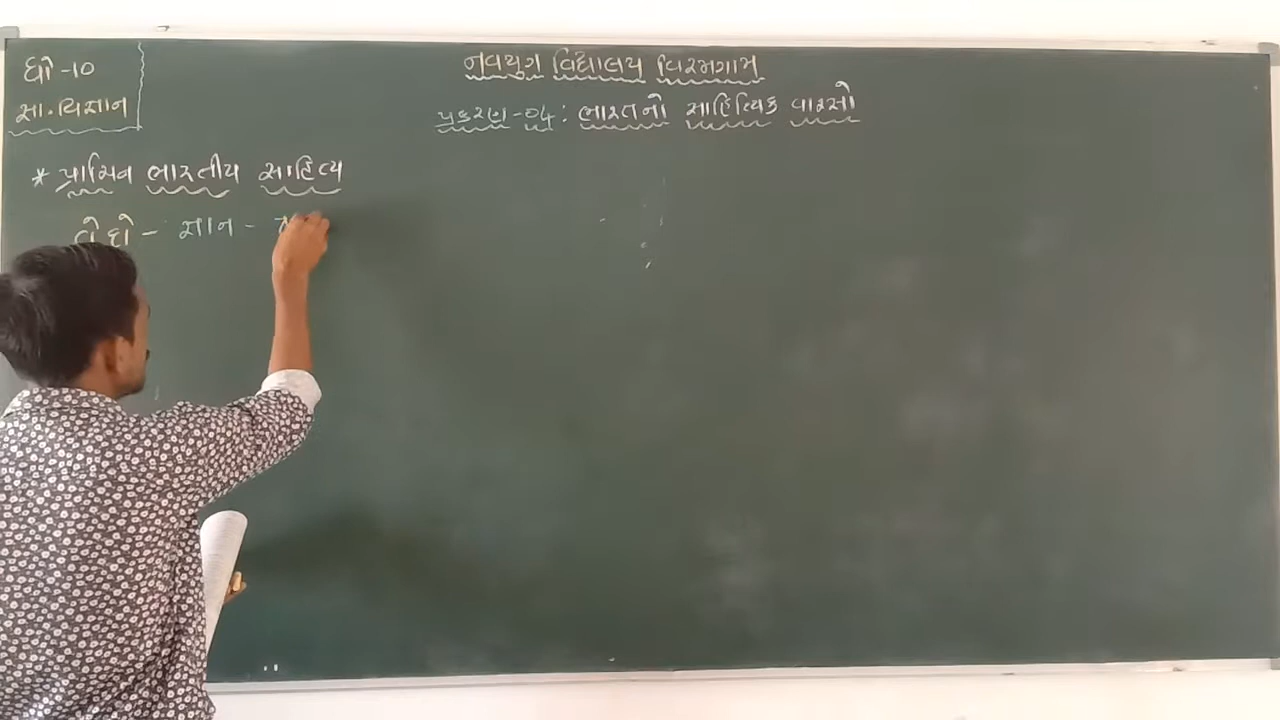 ધો-10
સા.વિજ્ઞાન
નવયુગ વિદ્યાલય વિરમગામ
પ્રકરણ-04: ભારતનો સાહિત્યિક વારસો
* પ્રાચિન ભારતીય સાહિત્ય
વેદો - જ્ઞાન -